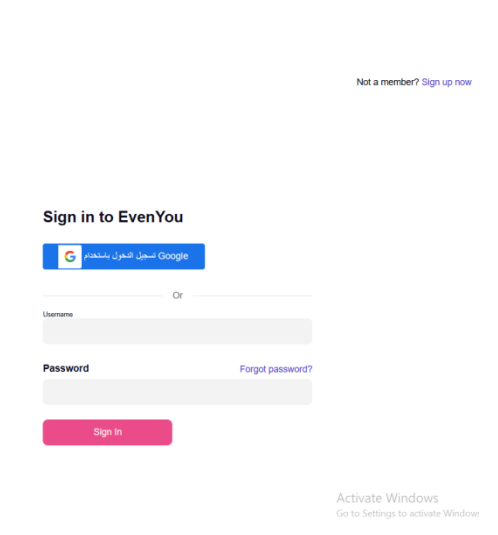 Not a member? Sign up now
Sign in to EvenYou
تسجيل الدخول باستخدام Google
Or
Username
Password
Forgot password?
Sign In
Activate Windows
Go to Settings to activate Windows